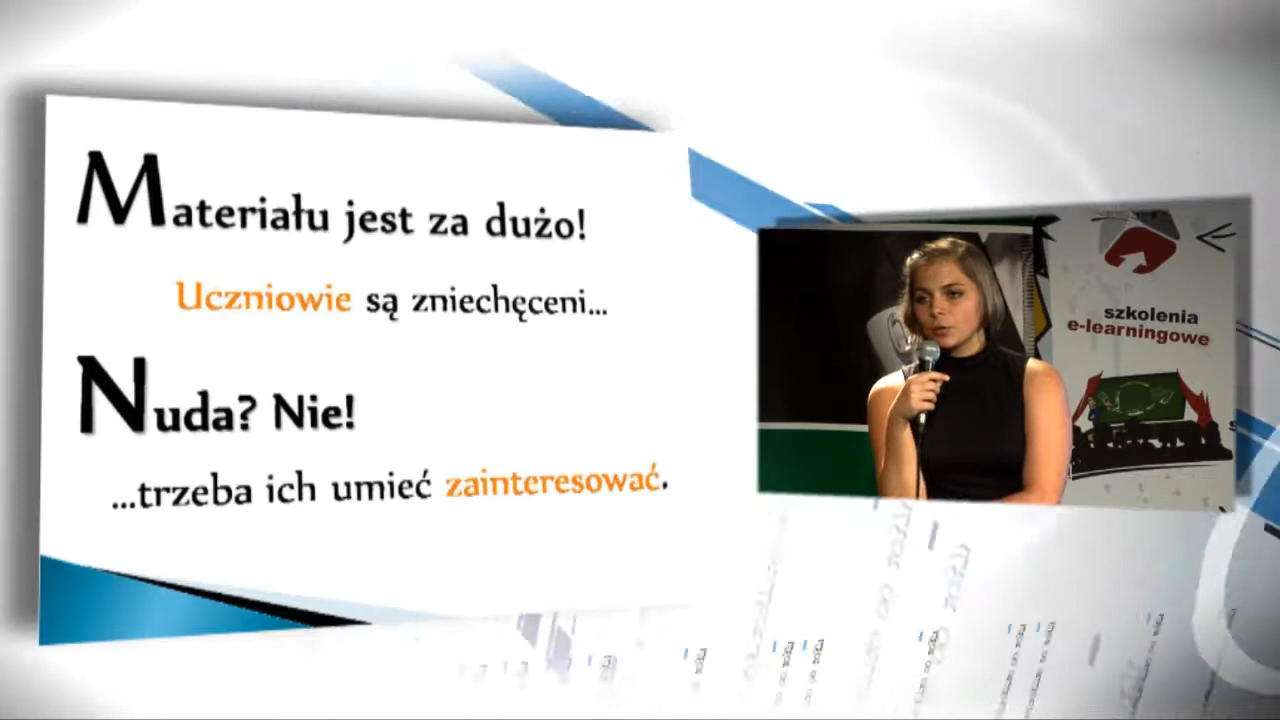 Materiału jest za dużo!
Uczniowie są zniechęceni...
Nuda? Nie!
...trzeba ich umieć zainteresować.
szkolenia
e-learningowe